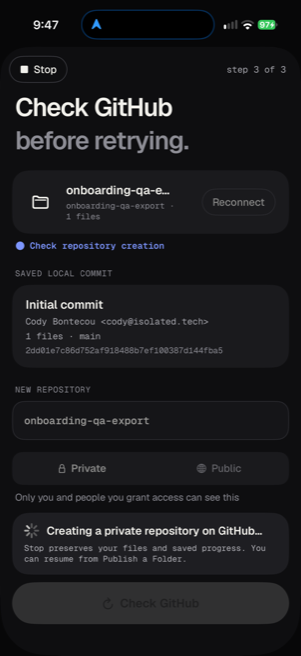 9:47
97
Stop
step 3 of 3
Check GitHub
before retrying.
onboarding-qa-e…
onboarding-qa-export ·
1 files
Reconnect
Check repository creation
SAVED LOCAL COMMIT
Initial commit
Cody Bontecou <cody@isolated.tech>
1 files · main
2dd01e7c86d752af918488b7ef100387d144fba5
NEW REPOSITORY
onboarding-qa-export
Private
Public
Only you and people you grant access can see this
Creating a private repository on GitHub…
Stop preserves your files and saved progress. You
can resume from Publish a Folder.
Check GitHub